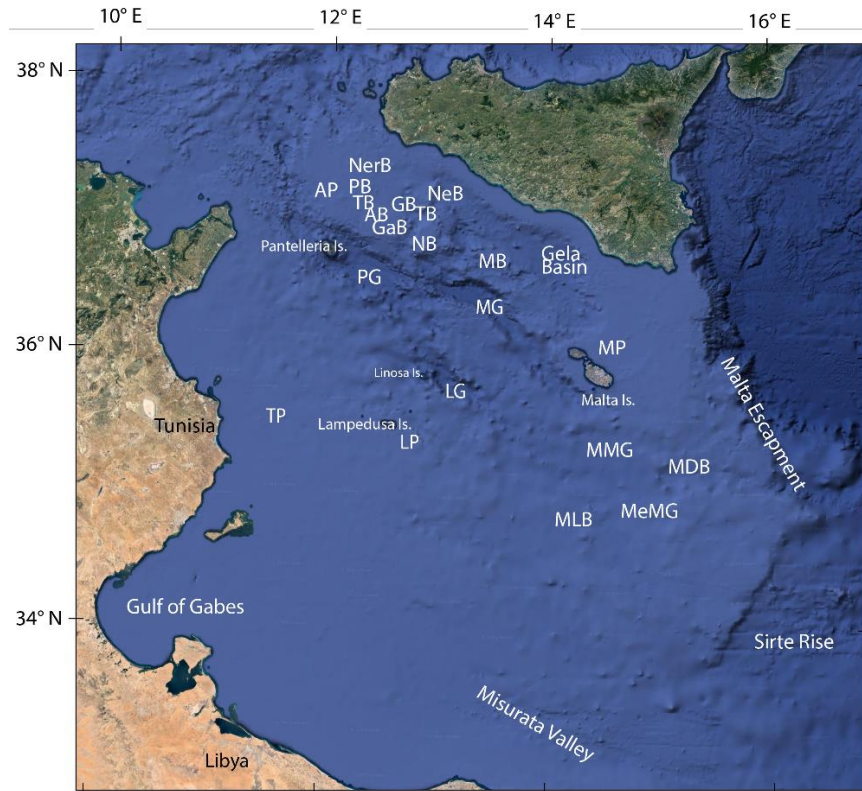 10° E
12° E
14° E
16° E
38° N
NerB
AP
PB
NeB
TB
GB
AB
TB
GaB
NB
Pantelleria Is.
MB
Gela
Basin
PG
MG
36° N
MP
Linosa Is.
LG
Malta Is.
Malta Escapment
TP
Lampedusa Is.
Tunisia
LP
MMG
MDB
MLB
MeMG
Gulf of Gabes
34° N
Sirte Rise
Misurata Valley
Libya